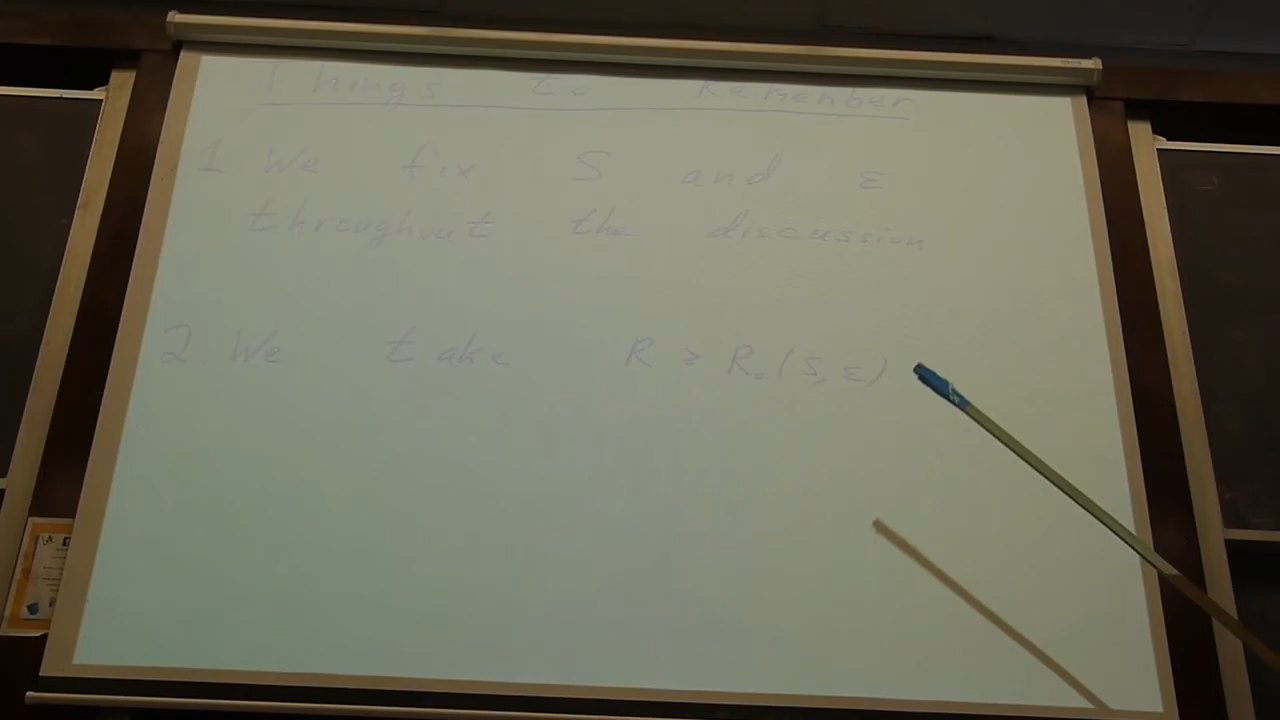 Things to Remember
1 We fix S and ε
throughout the discussion
2. We take R ≥ R₀(S, ε)